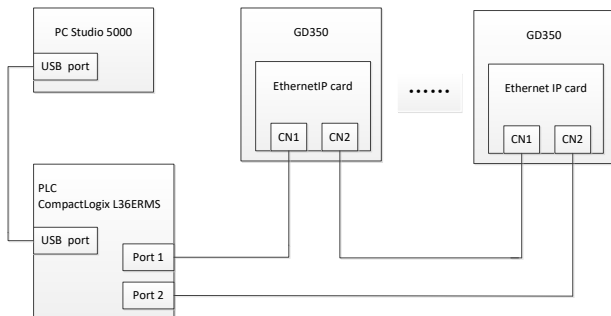 PC Studio 5000
USB port
GD350
EthernetIP card
CN1
CN2
......
GD350
Ethernet IP card
CN1
CN2
PLC
CompactLogix L36ERMS
USB port
Port 1
Port 2